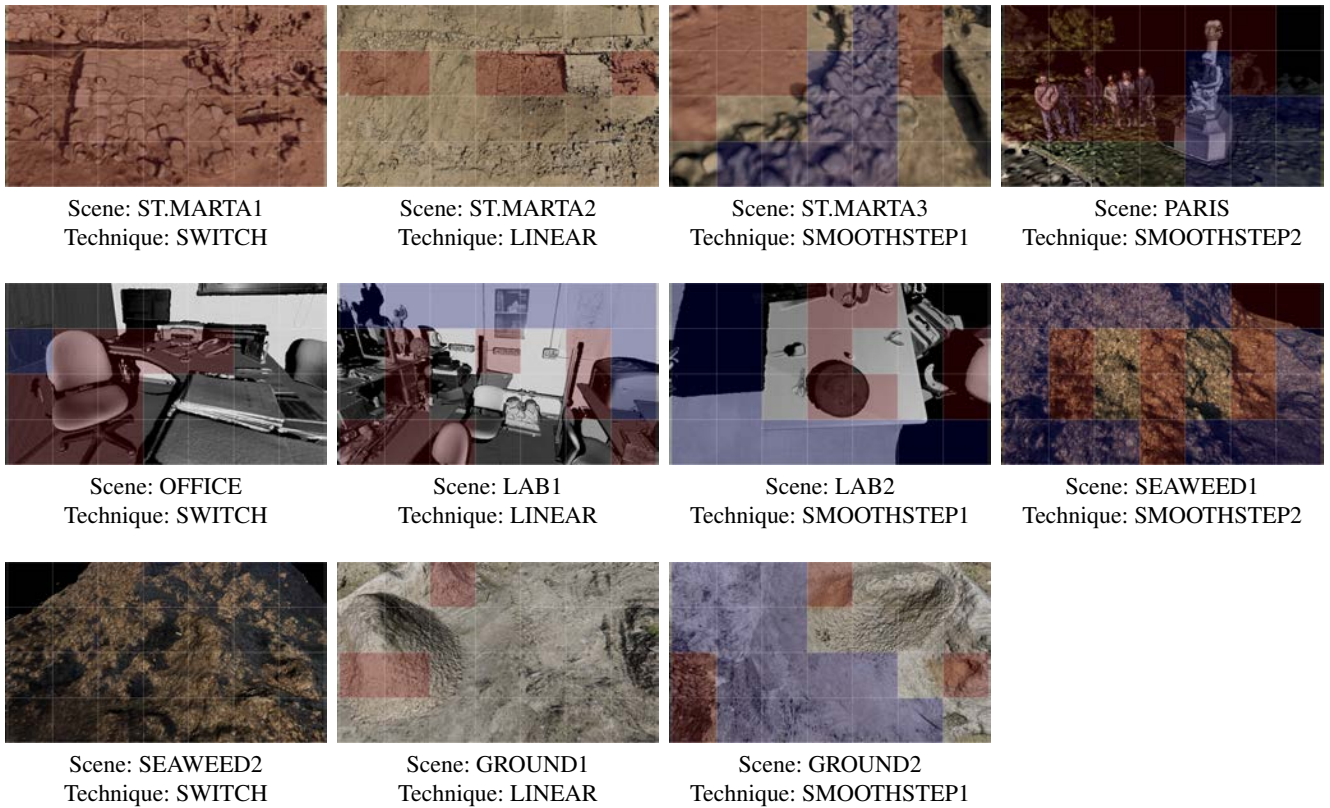 Scene: ST.MARTA1
Technique: SWITCH
Scene: ST.MARTA2
Technique: LINEAR
Scene: ST.MARTA3
Technique: SMOOTHSTEP1
Scene: PARIS
Technique: SMOOTHSTEP2
Scene: OFFICE
Technique: SWITCH
Scene: LAB1
Technique: LINEAR
Scene: LAB2
Technique: SMOOTHSTEP1
Scene: SEAWEED1
Technique: SMOOTHSTEP2
Scene: SEAWEED2
Technique: SWITCH
Scene: GROUND1
Technique: LINEAR
Scene: GROUND2
Technique: SMOOTHSTEP1